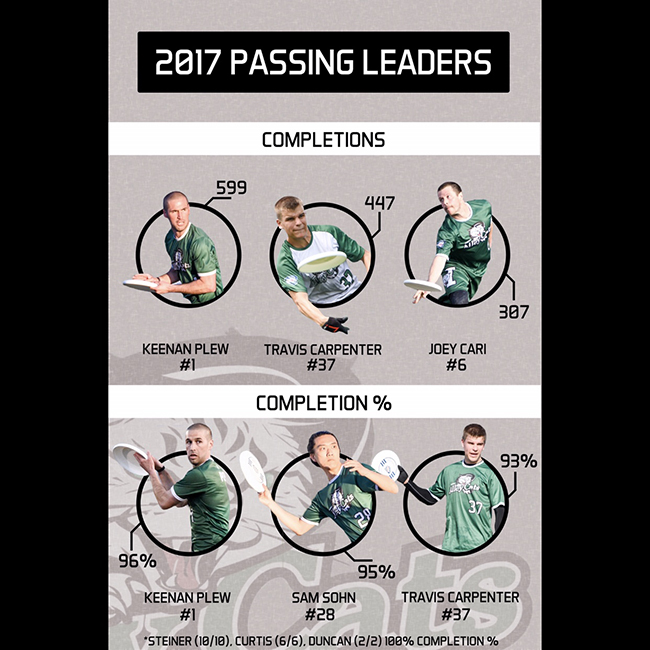 2017 PASSING LEADERS
COMPLETIONS
599
447
307
KEENAN PLEW
#1
TRAVIS CARPENTER
#37
JOEY CARI
#6
COMPLETION %
96%
95%
93%
KEENAN PLEW
#1
SAM SOHN
#28
TRAVIS CARPENTER
#37
Cats
*STEINER (10/10), CURTIS (6/6), DUNCAN (2/2) 100% COMPLETION %